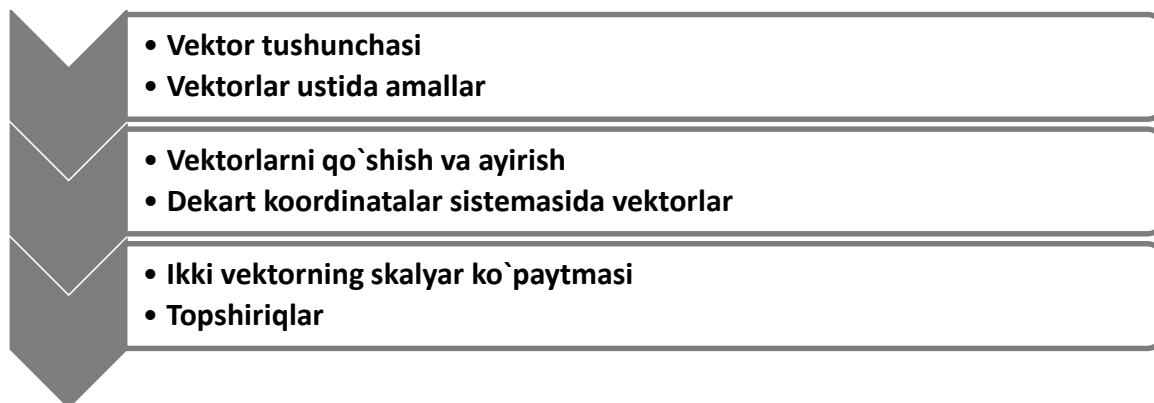 • Vektor tushunchasi
• Vektorlar ustida amallar
• Vektorlarni qo`shish va ayirish
• Dekart koordinatalar sistemasida vektorlar
• Ikki vektorning skalyar ko`paytmasi
• Topshiriqlar